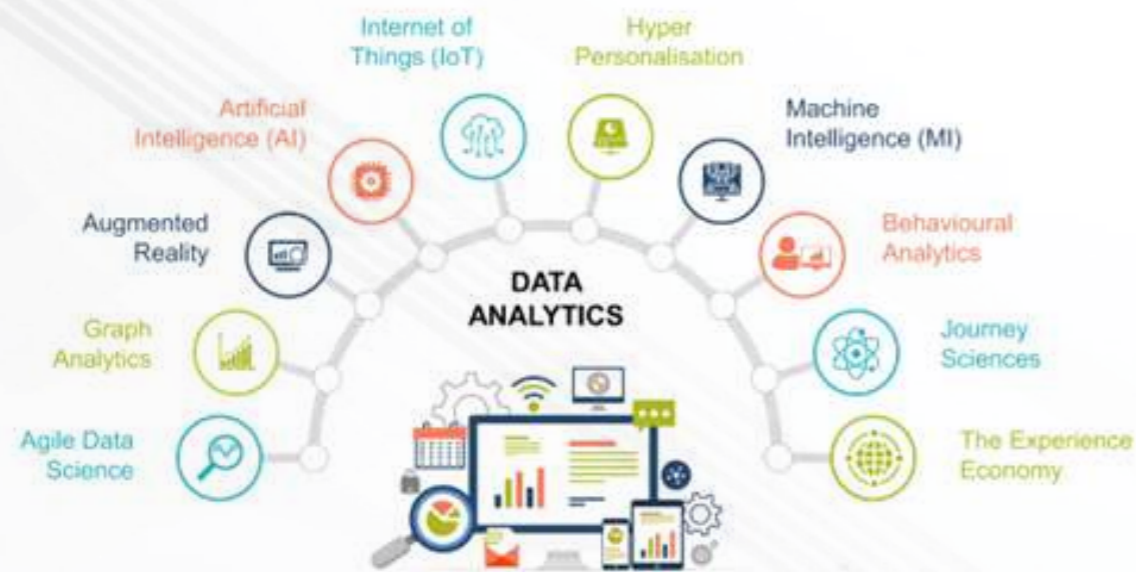 Internet of
Things (IoT)
Hyper
Personalisation
Artificial
Intelligence (AI)
Machine
Intelligence (MI)
Augmented
Reality
Behavioural
Analytics
DATA
ANALYTICS
Graph
Analytics
Journey
Sciences
Agile Data
Science
The Experience
Economy